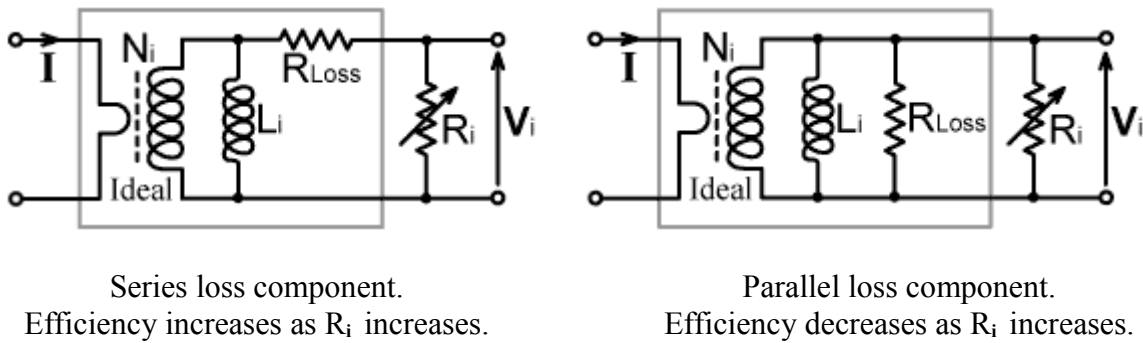 I
Ni
Ideal
Li
RLoss
Ri
Vi
I
Ni
Ideal
Li
RLoss
Ri
Vi
Series loss component.
Efficiency increases as Ri increases.
Parallel loss component.
Efficiency decreases as Ri increases.